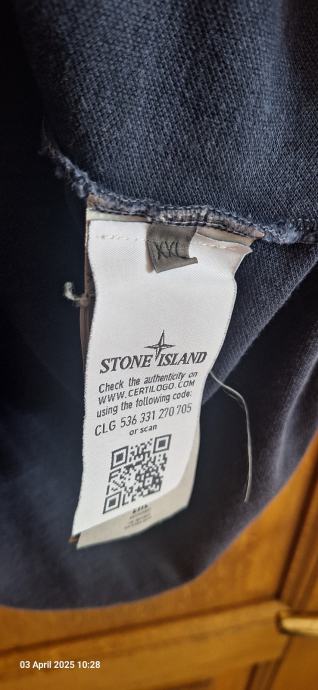 XXL
STONE ISLAND
Check the authenticity on
WWW.CERTILOGO.COM
using the following code:
CLG 536 331 270 705
or scan
03 April 2025 10:28